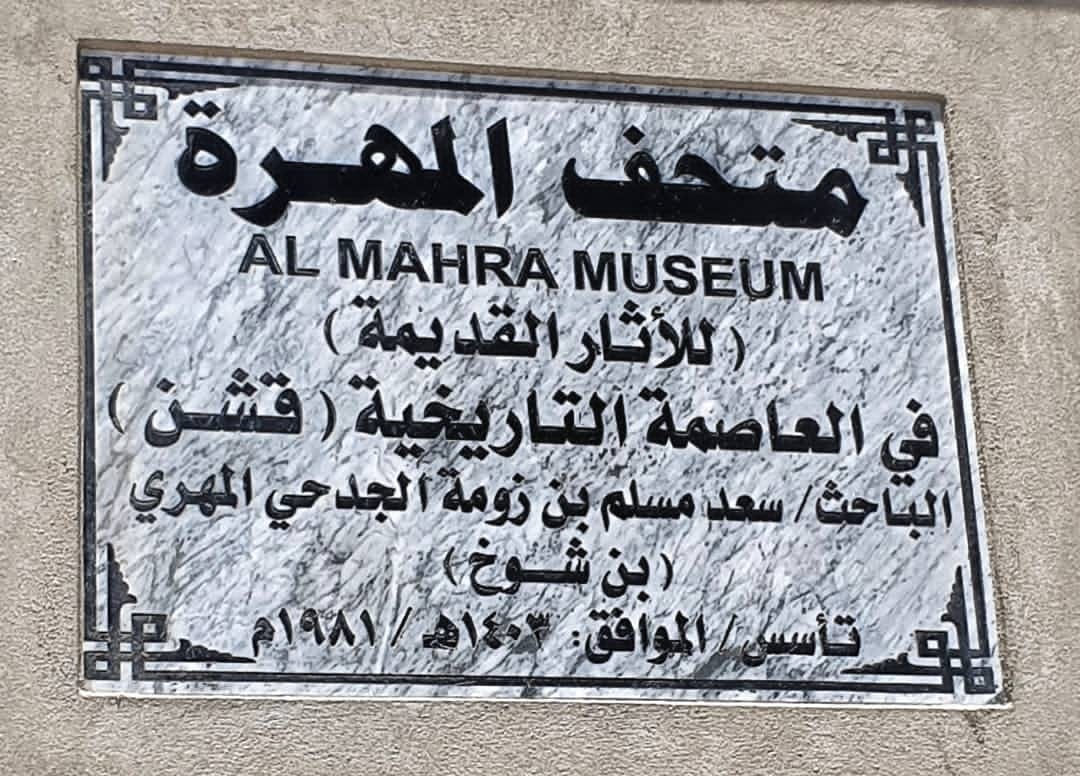 متحف المهرة
AL MAHRA MUSEUM
(للأثار القديمة)
في العاصمة التاريخية (قشن)
الباحث/ سعد مسلم بن زومة الجدحي المهري
(بن شوخ)
تأسس / الموافق: ١٤٠٣هـ / ١٩٨١م